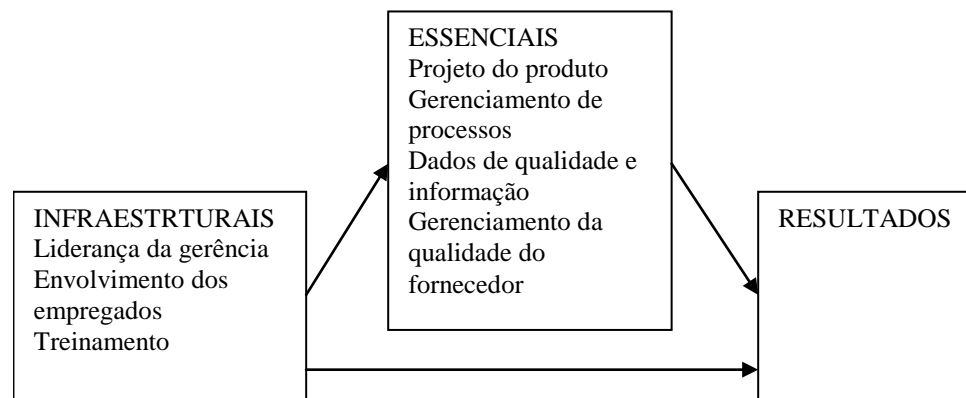 ESSENCIAIS
Projeto do produto
Gerenciamento de
processos
Dados de qualidade e
informação
Gerenciamento da
qualidade do
fornecedor
INFRAESTRTURAIS
Liderança da gerência
Envolvimento dos
empregados
Treinamento
RESULTADOS